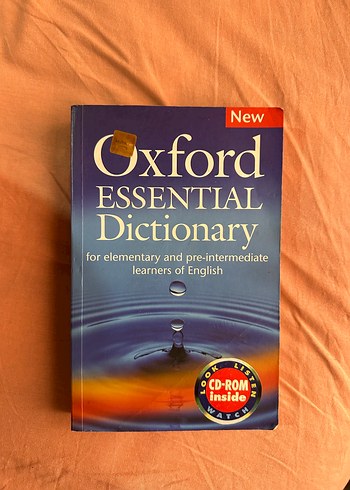 New
Oxford
ESSENTIAL
Dictionary
for elementary and pre-intermediate
learners of English
LOOK LISTEN
CD-ROM
inside
WATCH